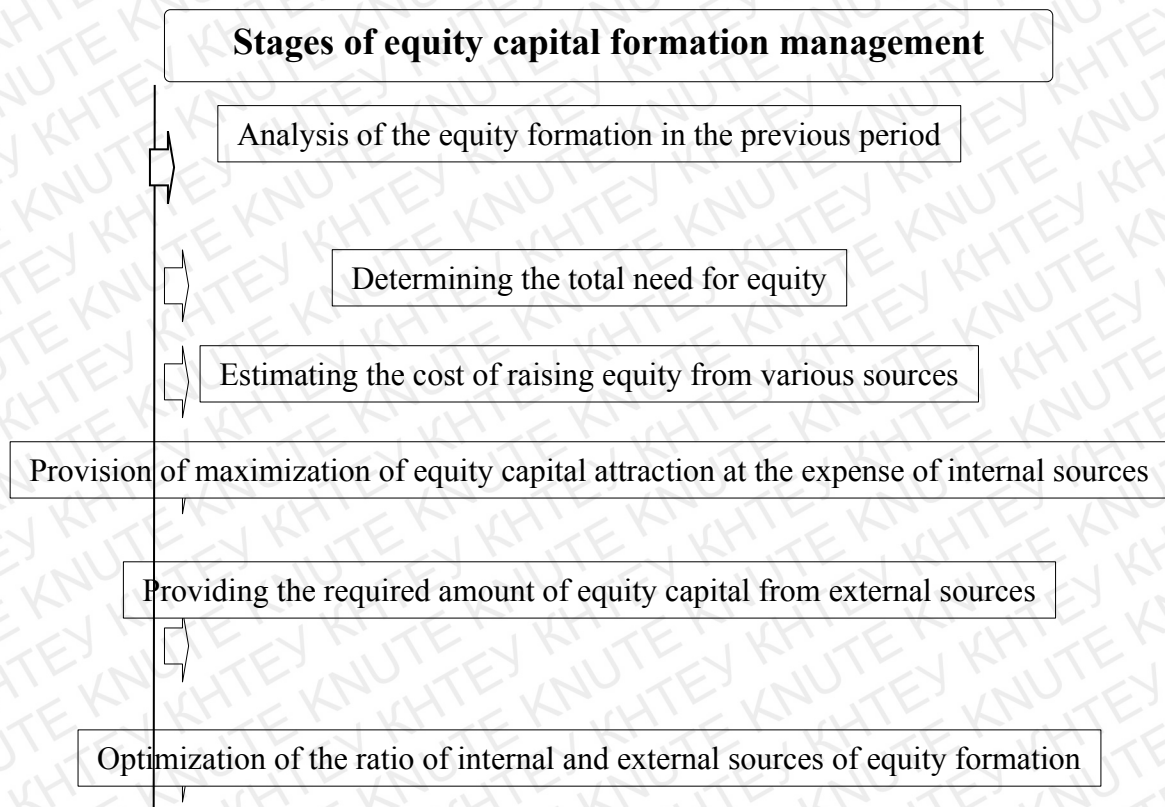 Stages of equity capital formation management
Analysis of the equity formation in the previous period
Determining the total need for equity
Estimating the cost of raising equity from various sources
Provision of maximization of equity capital attraction at the expense of internal sources
Providing the required amount of equity capital from external sources
Optimization of the ratio of internal and external sources of equity formation